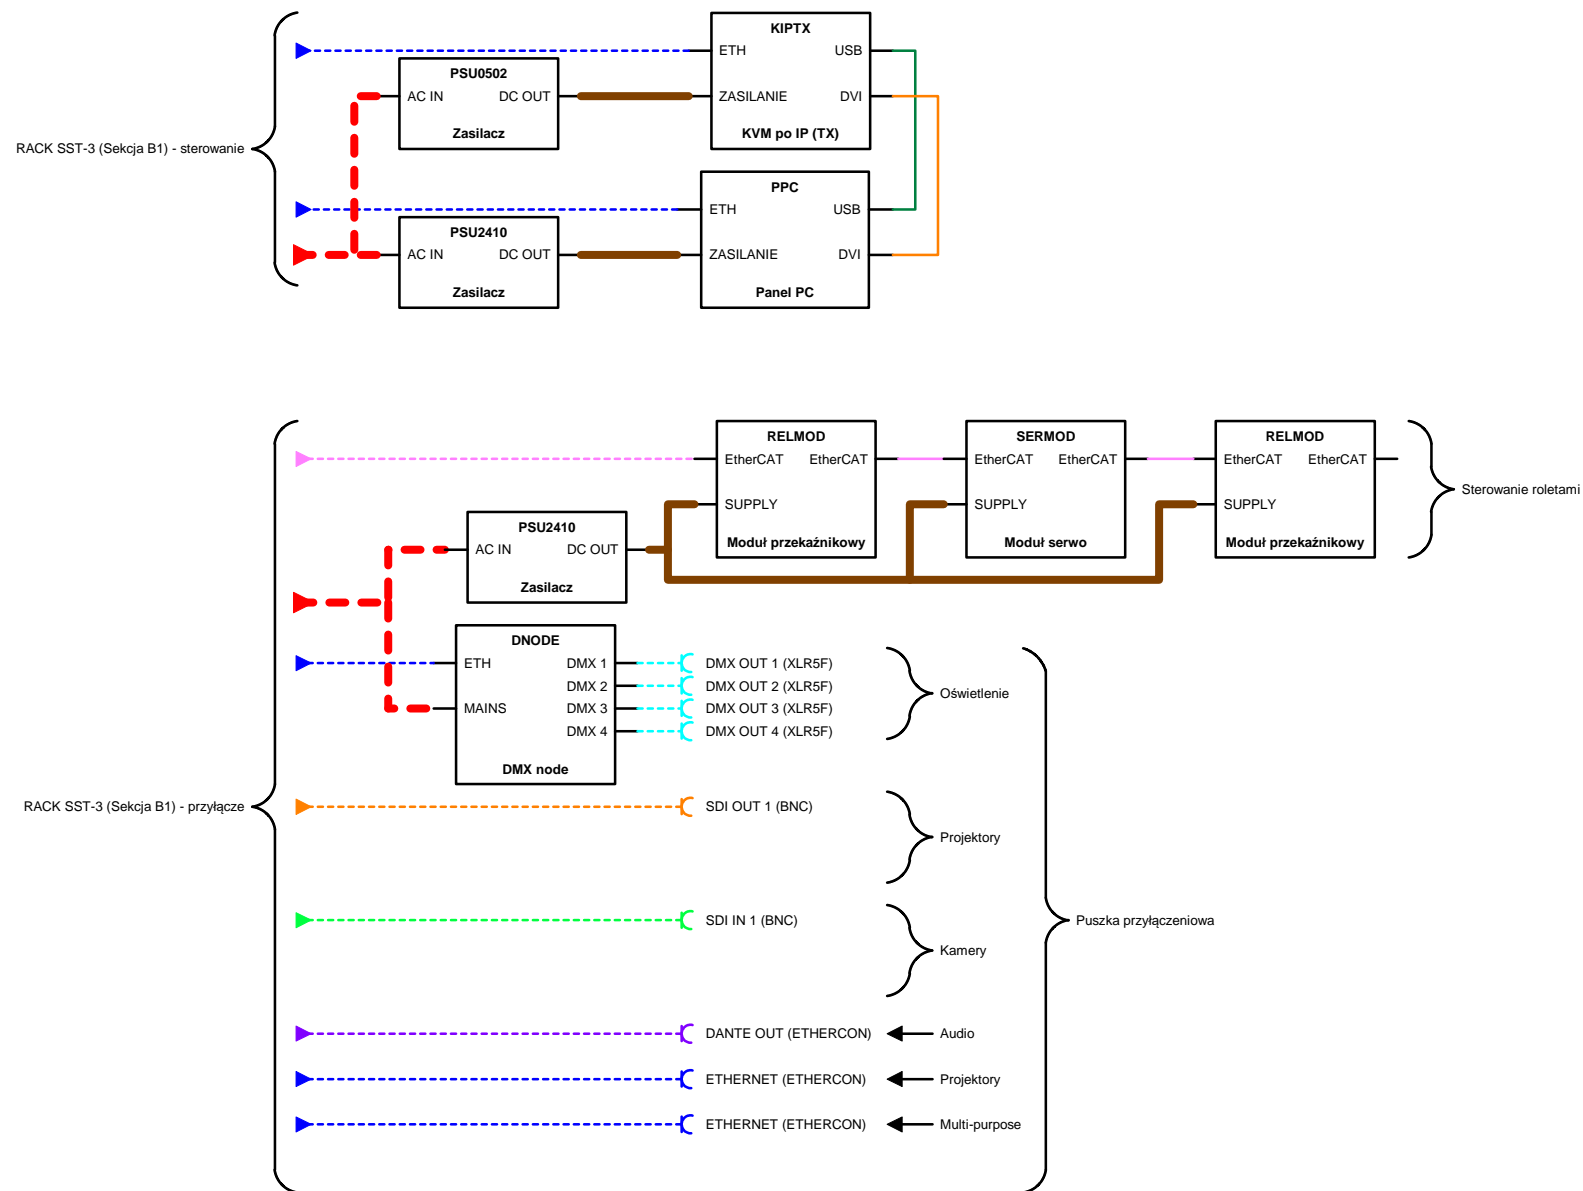 KIPTX
ETH USB
PSU0502
AC IN DC OUT
ZASILANIE DVI
Zasilacz
KVM po IP (TX)
RACK SST-3 (Sekcja B1) - sterowanie
PPC
ETH USB
PSU2410
AC IN DC OUT
ZASILANIE DVI
Zasilacz
Panel PC
RELMOD
EtherCAT EtherCAT
SUPPLY
Moduł przekaźnikowy
SERMOD
EtherCAT EtherCAT
SUPPLY
Moduł serwo
RELMOD
EtherCAT EtherCAT
SUPPLY
Moduł przekaźnikowy
Sterowanie roletami
PSU2410
AC IN DC OUT
Zasilacz
DNODE
ETH DMX 1
DMX 2
MAINS DMX 3
DMX 4
DMX node
DMX OUT 1 (XLR5F)
DMX OUT 2 (XLR5F)
DMX OUT 3 (XLR5F)
DMX OUT 4 (XLR5F)
Oświetlenie
RACK SST-3 (Sekcja B1) - przyłącze
SDI OUT 1 (BNC)
Projektory
SDI IN 1 (BNC)
Kamery
Puszka przyłączeniowa
DANTE OUT (ETHERCON) Audio
ETHERNET (ETHERCON) Projektory
ETHERNET (ETHERCON) Multi-purpose